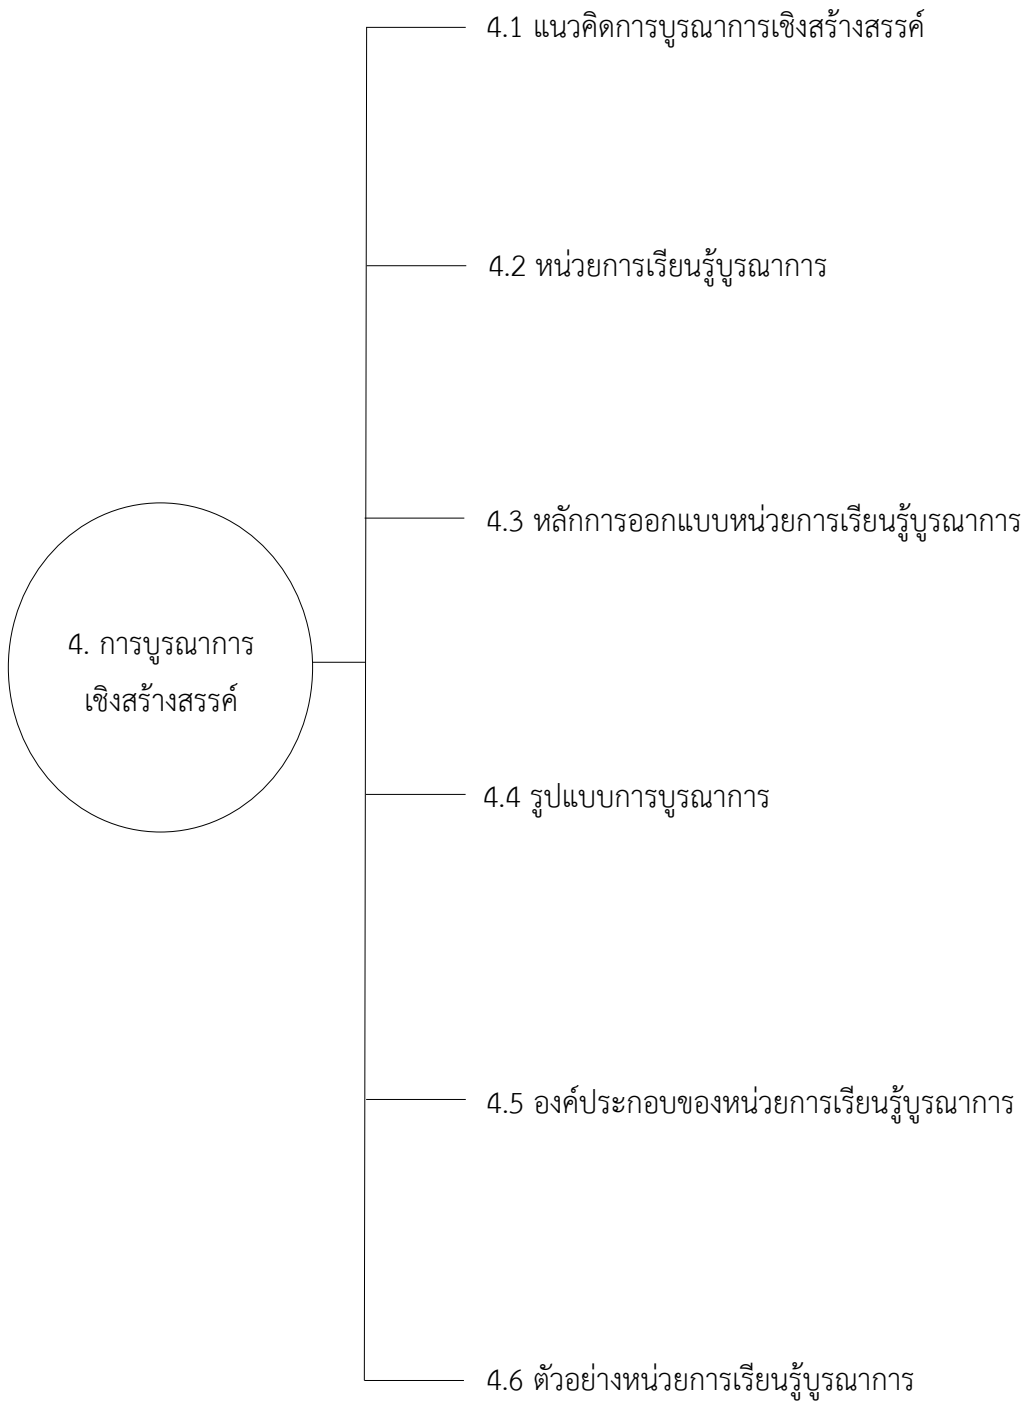 4.1 แนวคิดการบูรณาการเชิงสร้างสรรค์
4.2 หน่วยการเรียนรู้บูรณาการ
4.3 หลักการออกแบบหน่วยการเรียนรู้บูรณาการ
4. การบูรณาการ
เชิงสร้างสรรค์
4.4 รูปแบบการบูรณาการ
4.5 องค์ประกอบของหน่วยการเรียนรู้บูรณาการ
4.6 ตัวอย่างหน่วยการเรียนรู้บูรณาการ